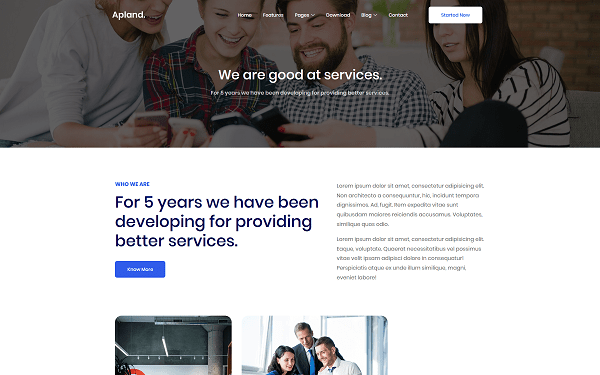 Apland.
Home Features Pages Download Blog Contact Started Now
We are good at services.
For 5 years we have been developing for providing better services.
WHO WE ARE
For 5 years we have been
developing for providing
better services.
Know More
Lorem ipsum dolor sit amet, consectetur adipisicing elit.
Non architecto a consequuntur, hic, incidunt tempora
dignissimos. Ad, fugit. Rem expedita vitae sunt
quibusdam maiores reiciendis accusamus. Voluptates,
similique quos odio.
Lorem ipsum dolor sit amet, consectetur adipisicing elit.
Eaque, voluptate. Quaerat necessitatibus vel possimus
vitae velit ipsam adipisci dolore in consequatur!
Perspiciatis atque ex unde illum similique, magni,
eveniet labore!